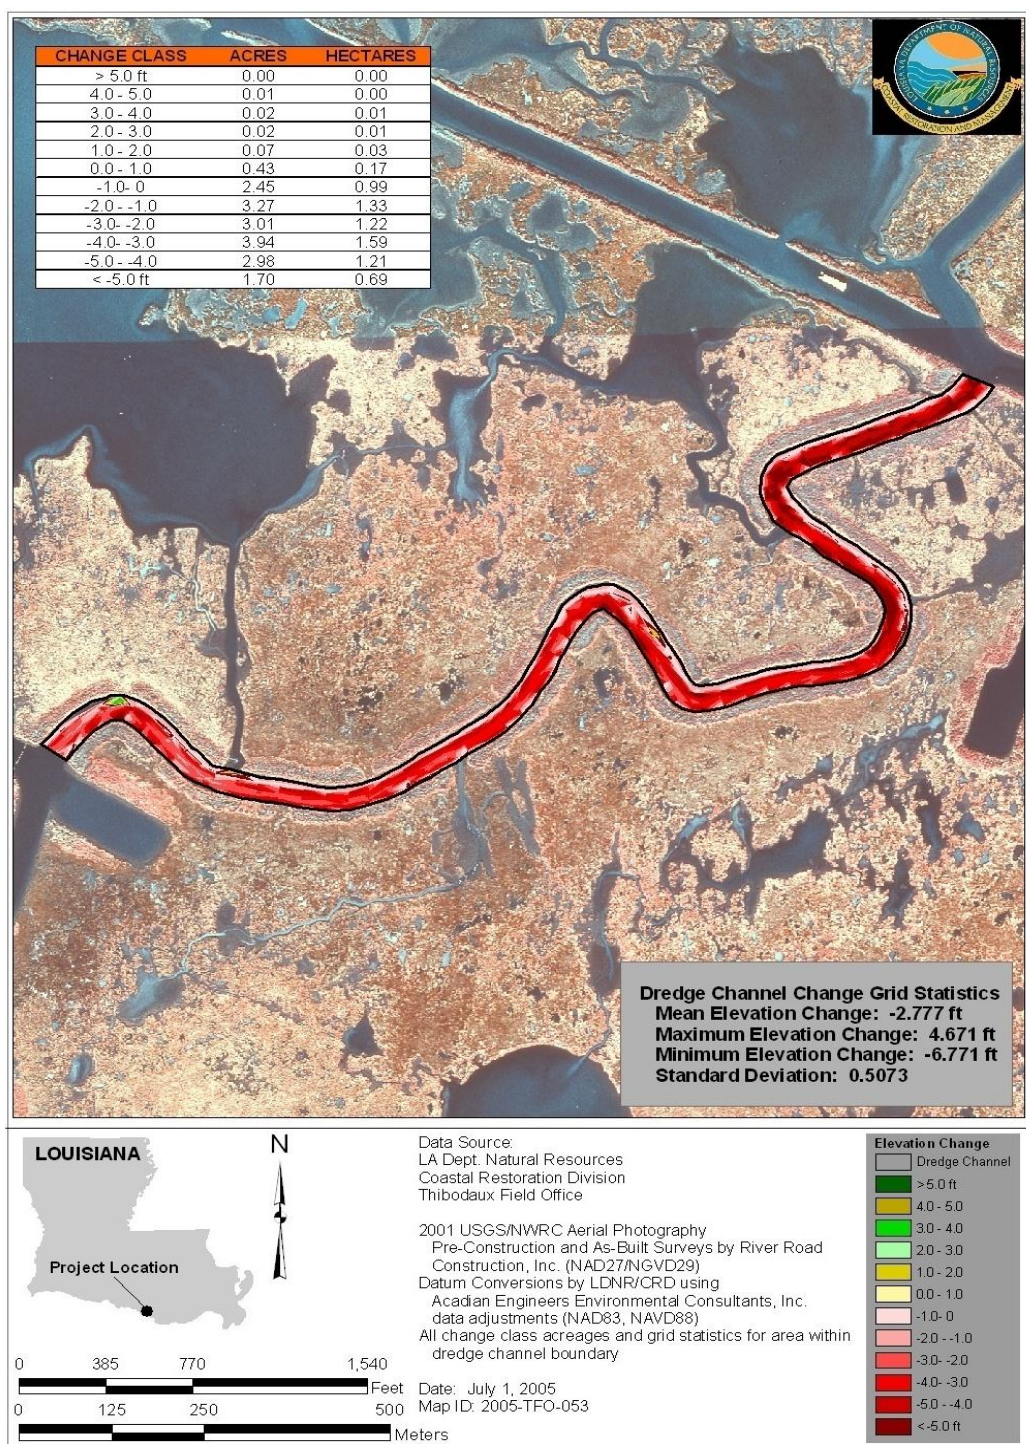 CHANGE CLASS ACRES HECTARES
> 5.0 ft 0.00 0.00
4.0 - 5.0 0.01 0.00
3.0 - 4.0 0.02 0.01
2.0 - 3.0 0.02 0.01
1.0 - 2.0 0.07 0.03
0.0 - 1.0 0.43 0.17
-1.0- 0 2.45 0.99
-2.0 - -1.0 3.27 1.33
-3.0- -2.0 3.01 1.22
-4.0- -3.0 3.94 1.59
-5.0 - -4.0 2.98 1.21
< -5.0 ft 1.70 0.69
LOUISIANA DEPARTMENT OF NATURAL RESOURCES
COASTAL RESTORATION AND MANAGEMENT
Dredge Channel Change Grid Statistics
Mean Elevation Change: -2.777 ft
Maximum Elevation Change: 4.671 ft
Minimum Elevation Change: -6.771 ft
Standard Deviation: 0.5073
LOUISIANA
Project Location
N
0 385 770 1,540
Feet
0 125 250 500
Meters
Data Source:
LA Dept. Natural Resources
Coastal Restoration Division
Thibodaux Field Office
2001 USGS/NWRC Aerial Photography
Pre-Construction and As-Built Surveys by River Road
Construction, Inc. (NAD27/NGVD29)
Datum Conversions by LDNR/CRD using
Acadian Engineers Environmental Consultants, Inc.
data adjustments (NAD83, NAVD88)
All change class acreages and grid statistics for area within
dredge channel boundary
Date: July 1, 2005
Map ID: 2005-TFO-053
Elevation Change
Dredge Channel
>5.0 ft
4.0 - 5.0
3.0 - 4.0
2.0 - 3.0
1.0 - 2.0
0.0 - 1.0
-1.0- 0
-2.0 - -1.0
-3.0- -2.0
-4.0- -3.0
-5.0 - -4.0
<-5.0 ft